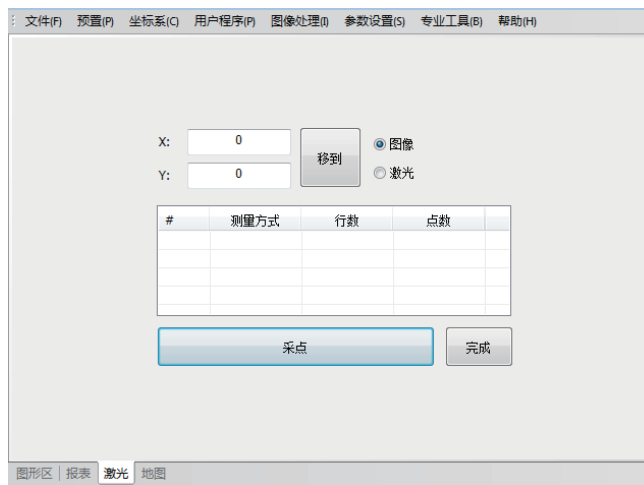 文件(F) 预置(P) 坐标系(C) 用户程序(P) 图像处理(I) 参数设置(S) 专业工具(B) 帮助(H)
X: 0
移到
图像
Y: 0
激光
# 测量方式 行数 点数
采点 完成
图形区 报表 激光 地图